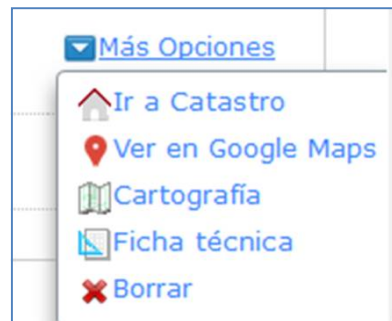 Más Opciones
Ir a Catastro
Ver en Google Maps
Cartografía
Ficha técnica
Borrar